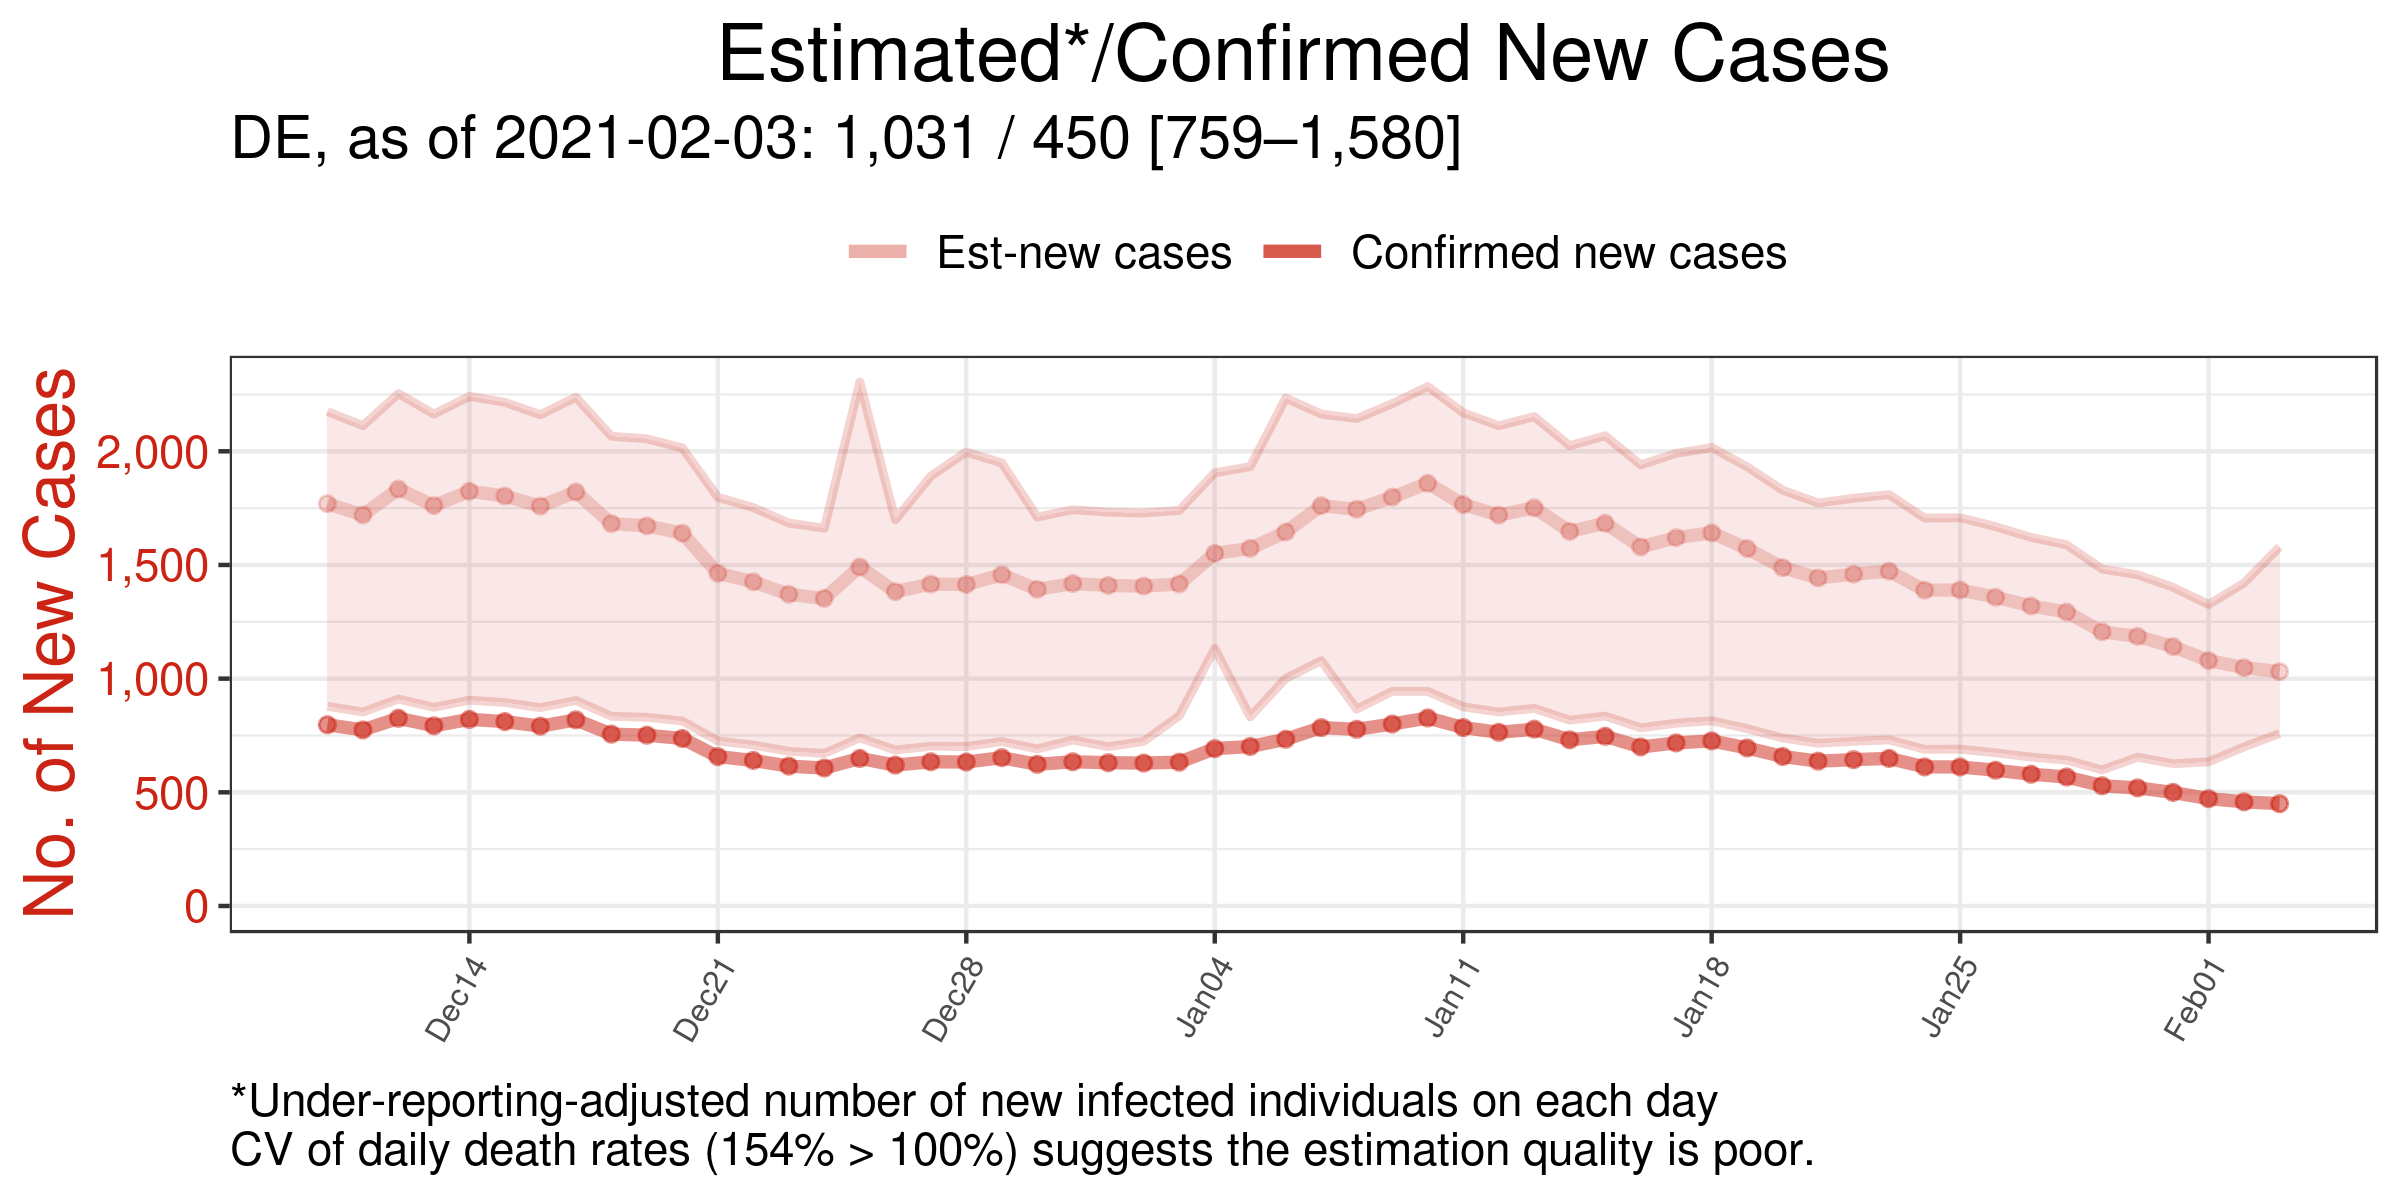 Estimated*/Confirmed New Cases
DE, as of 2021-02-03: 1,031 / 450 [759–1,580]
Est-new cases
Confirmed new cases
No. of New Cases
2,000
1,500
1,000
500
0
Dec14
Dec21
Dec28
Jan04
Jan11
Jan18
Jan25
Feb01
*Under-reporting-adjusted number of new infected individuals on each day
CV of daily death rates (154% > 100%) suggests the estimation quality is poor.